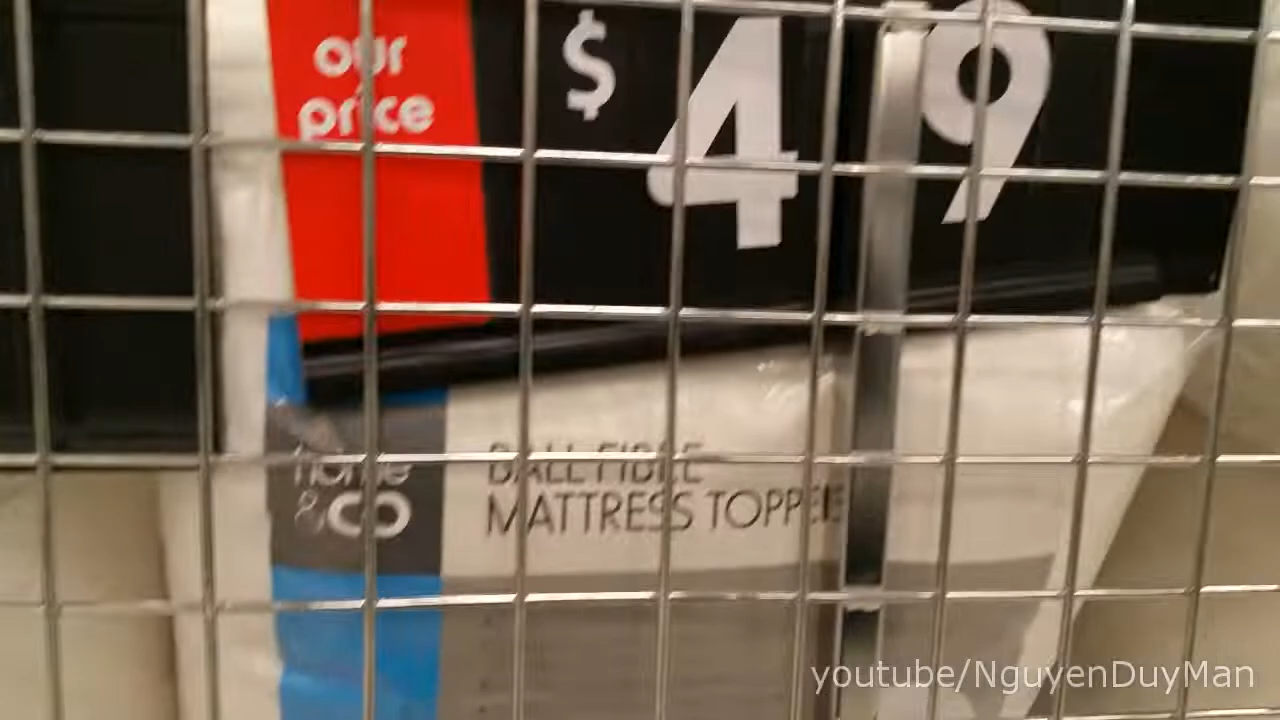 our
price
$49
home
&co
BALL FIBRE
MATTRESS TOPPER
youtube/NguyenDuyMan